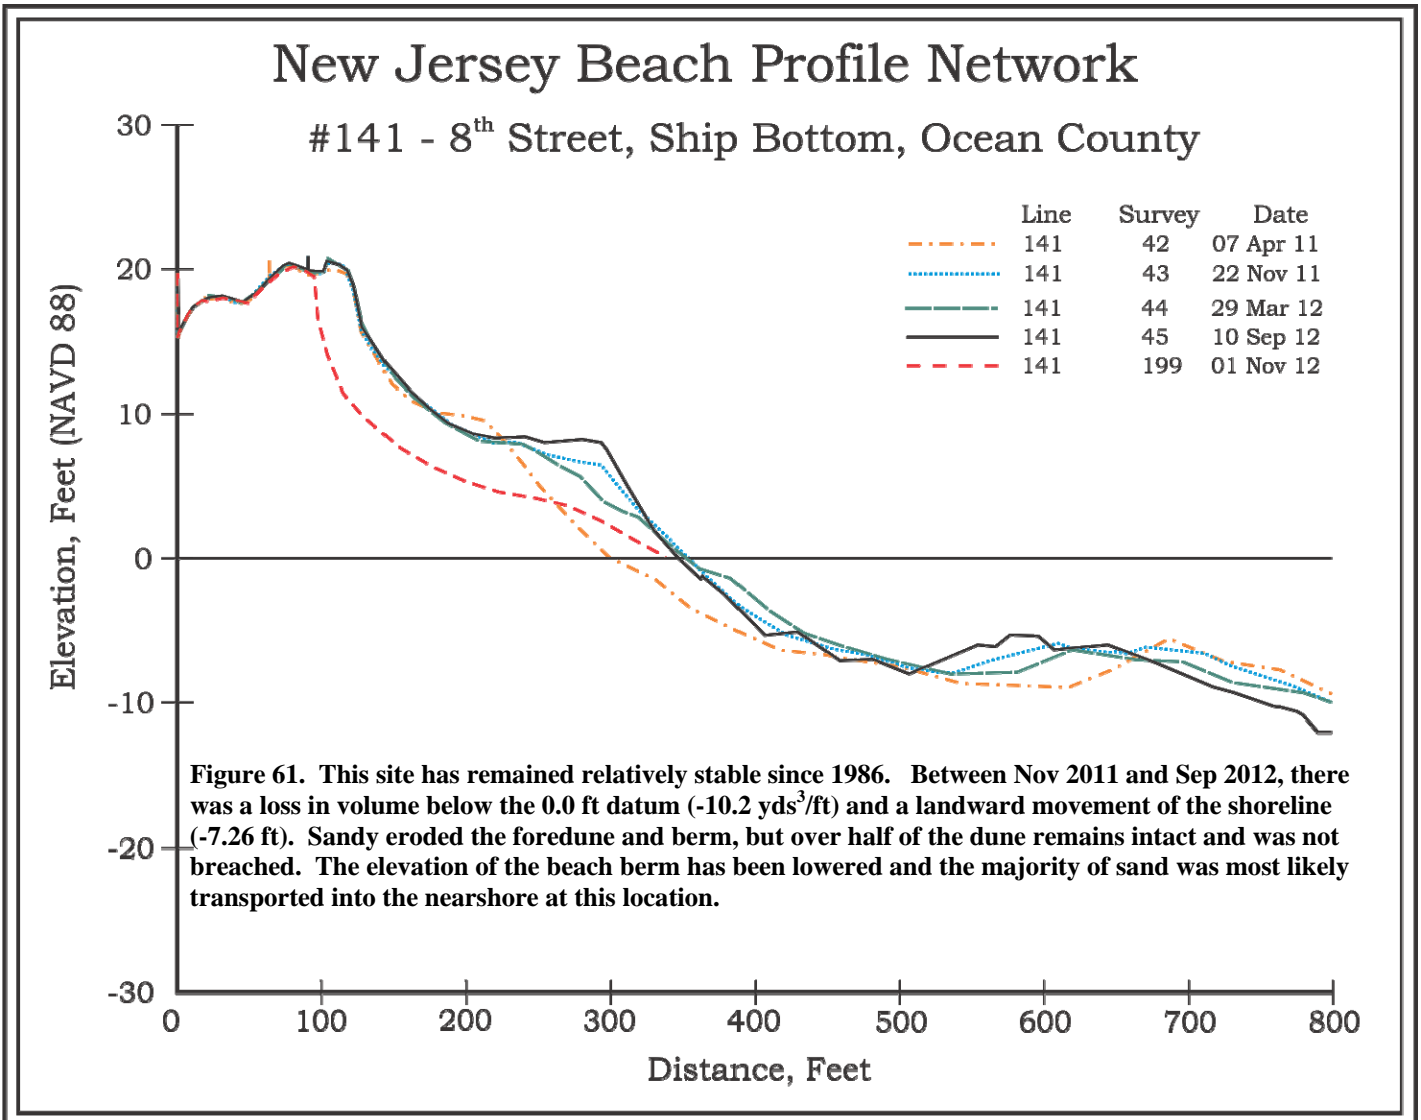 New Jersey Beach Profile Network
#141 - 8th Street, Ship Bottom, Ocean County
Line Survey Date
141 42 07 Apr 11
141 43 22 Nov 11
141 44 29 Mar 12
141 45 10 Sep 12
141 199 01 Nov 12
Elevation, Feet (NAVD 88)
30
20
10
0
-10
-20
-30
Figure 61. This site has remained relatively stable since 1986. Between Nov 2011 and Sep 2012, there
was a loss in volume below the 0.0 ft datum (-10.2 yds³/ft) and a landward movement of the shoreline
(-7.26 ft). Sandy eroded the foredune and berm, but over half of the dune remains intact and was not
breached. The elevation of the beach berm has been lowered and the majority of sand was most likely
transported into the nearshore at this location.
0 100 200 300 400 500 600 700 800
Distance, Feet